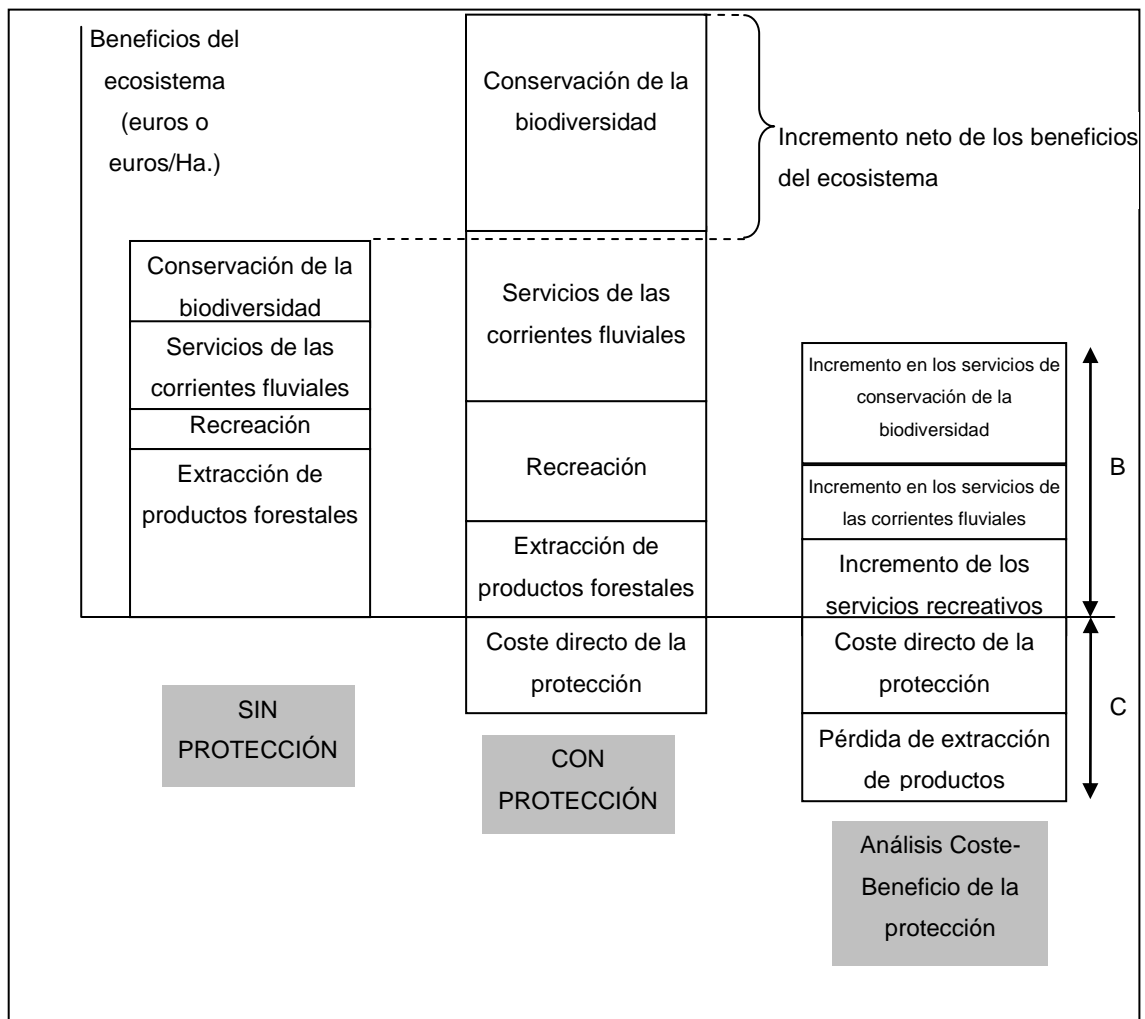 Beneficios del
ecosistema
(euros o
euros/Ha.)
Conservación de la
biodiversidad
Servicios de las
corrientes fluviales
Recreación
Extracción de
productos forestales
SIN
PROTECCIÓN
Conservación de la
biodiversidad
Servicios de las
corrientes fluviales
Recreación
Extracción de
productos forestales
Coste directo de la
protección
CON
PROTECCIÓN
Incremento neto de los beneficios
del ecosistema
Incremento en los servicios de
conservación de la
biodiversidad
Incremento en los servicios de
las corrientes fluviales
Incremento de los
servicios recreativos
Coste directo de la
protección
Pérdida de extracción
de productos
B
C
Análisis Coste-
Beneficio de la
protección